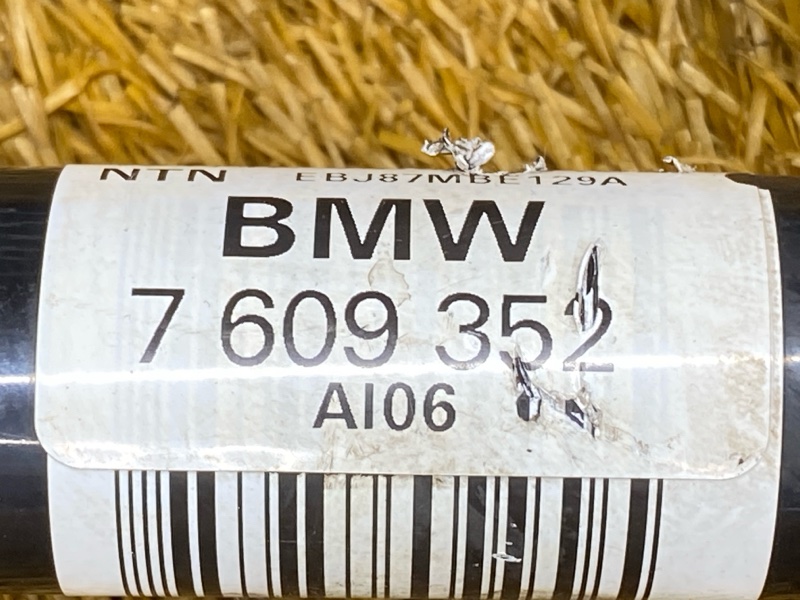 NTN EBJ87MBE129A
BMW
7 609 352
AI06